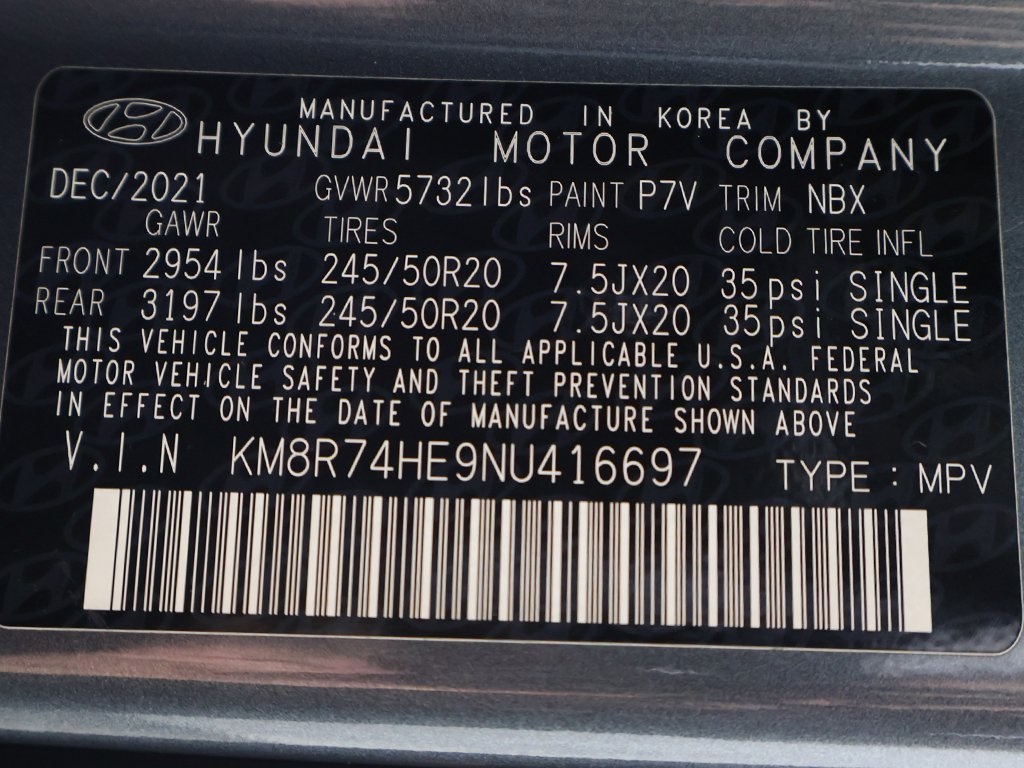 MANUFACTURED IN KOREA BY
HYUNDAI MOTOR COMPANY
DEC/2021 GVWR 5732 lbs PAINT P7V TRIM NBX
GAWR TIRES RIMS COLD TIRE INFL
FRONT 2954 lbs 245/50R20 7.5JX20 35psi SINGLE
REAR 3197 lbs 245/50R20 7.5JX20 35psi SINGLE
THIS VEHICLE CONFORMS TO ALL APPLICABLE U.S.A. FEDERAL
MOTOR VEHICLE SAFETY AND THEFT PREVENTION STANDARDS
IN EFFECT ON THE DATE OF MANUFACTURE SHOWN ABOVE
V.I.N KM8R74HE9NU416697 TYPE : MPV